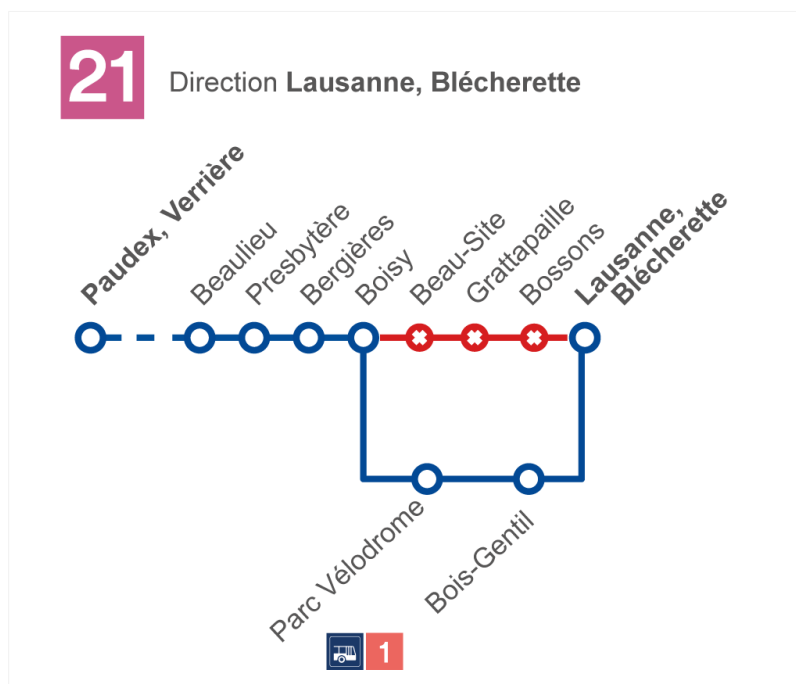 21
Direction Lausanne, Blécherette
Paudex, Verrière
Beaulieu
Presbytère
Bergières
Boisy
Beau-Site
Grattapaille
Bossons
Lausanne,
Blécherette
Parc Vélodrome
Bois-Gentil
1